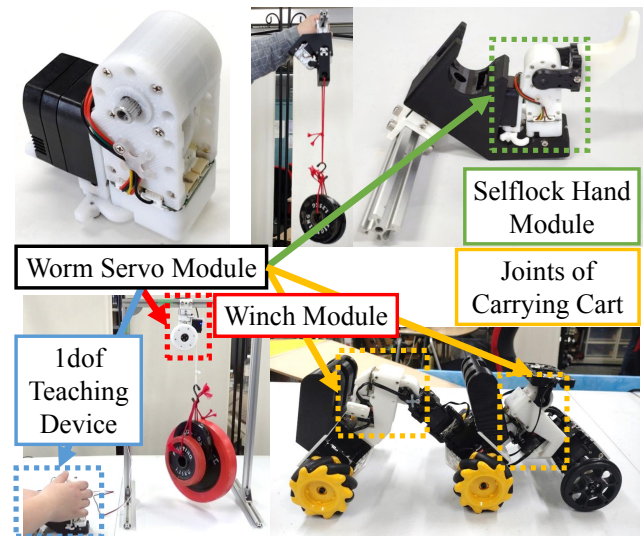 Selflock Hand
Module
Worm Servo Module
Joints of
Carrying Cart
Winch Module
1dof
Teaching
Device